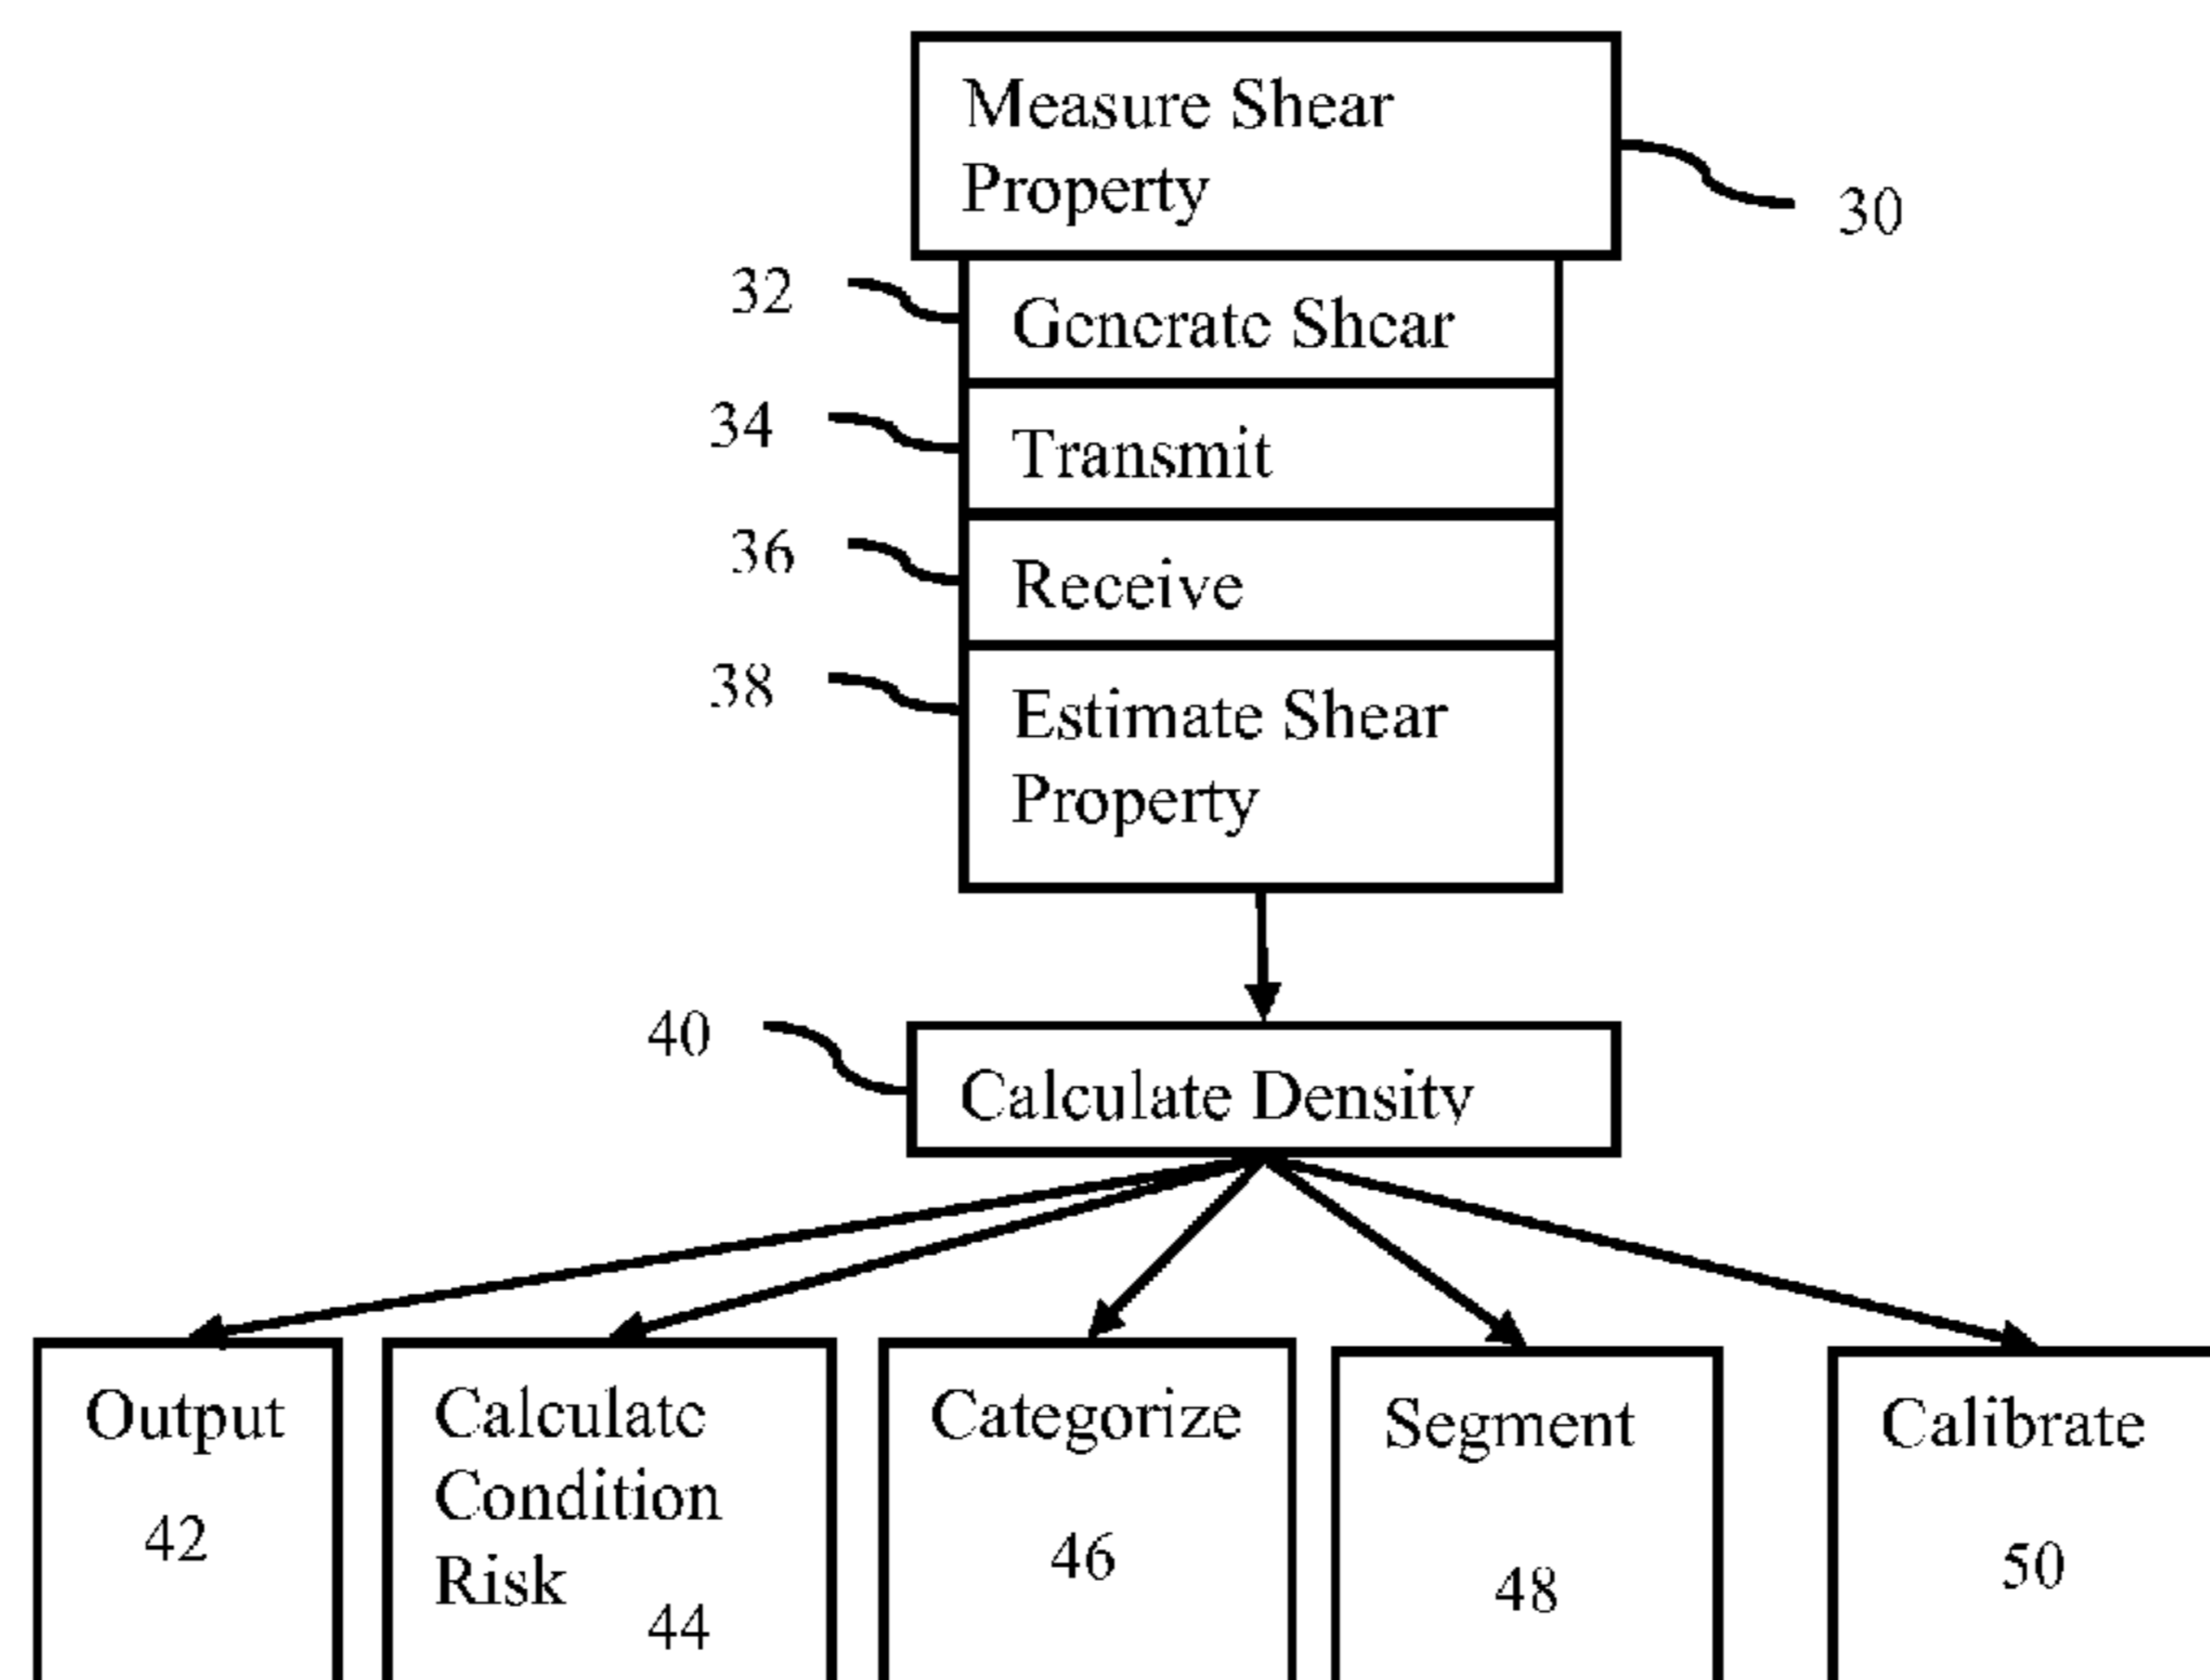 Measure Shear
Property
30
32
Generate Shear
34
Transmit
36
Receive
38
Estimate Shear
Property
40
Calculate Density
Output
42
Calculate
Condition
Risk
44
Categorize
46
Segment
48
Calibrate
50